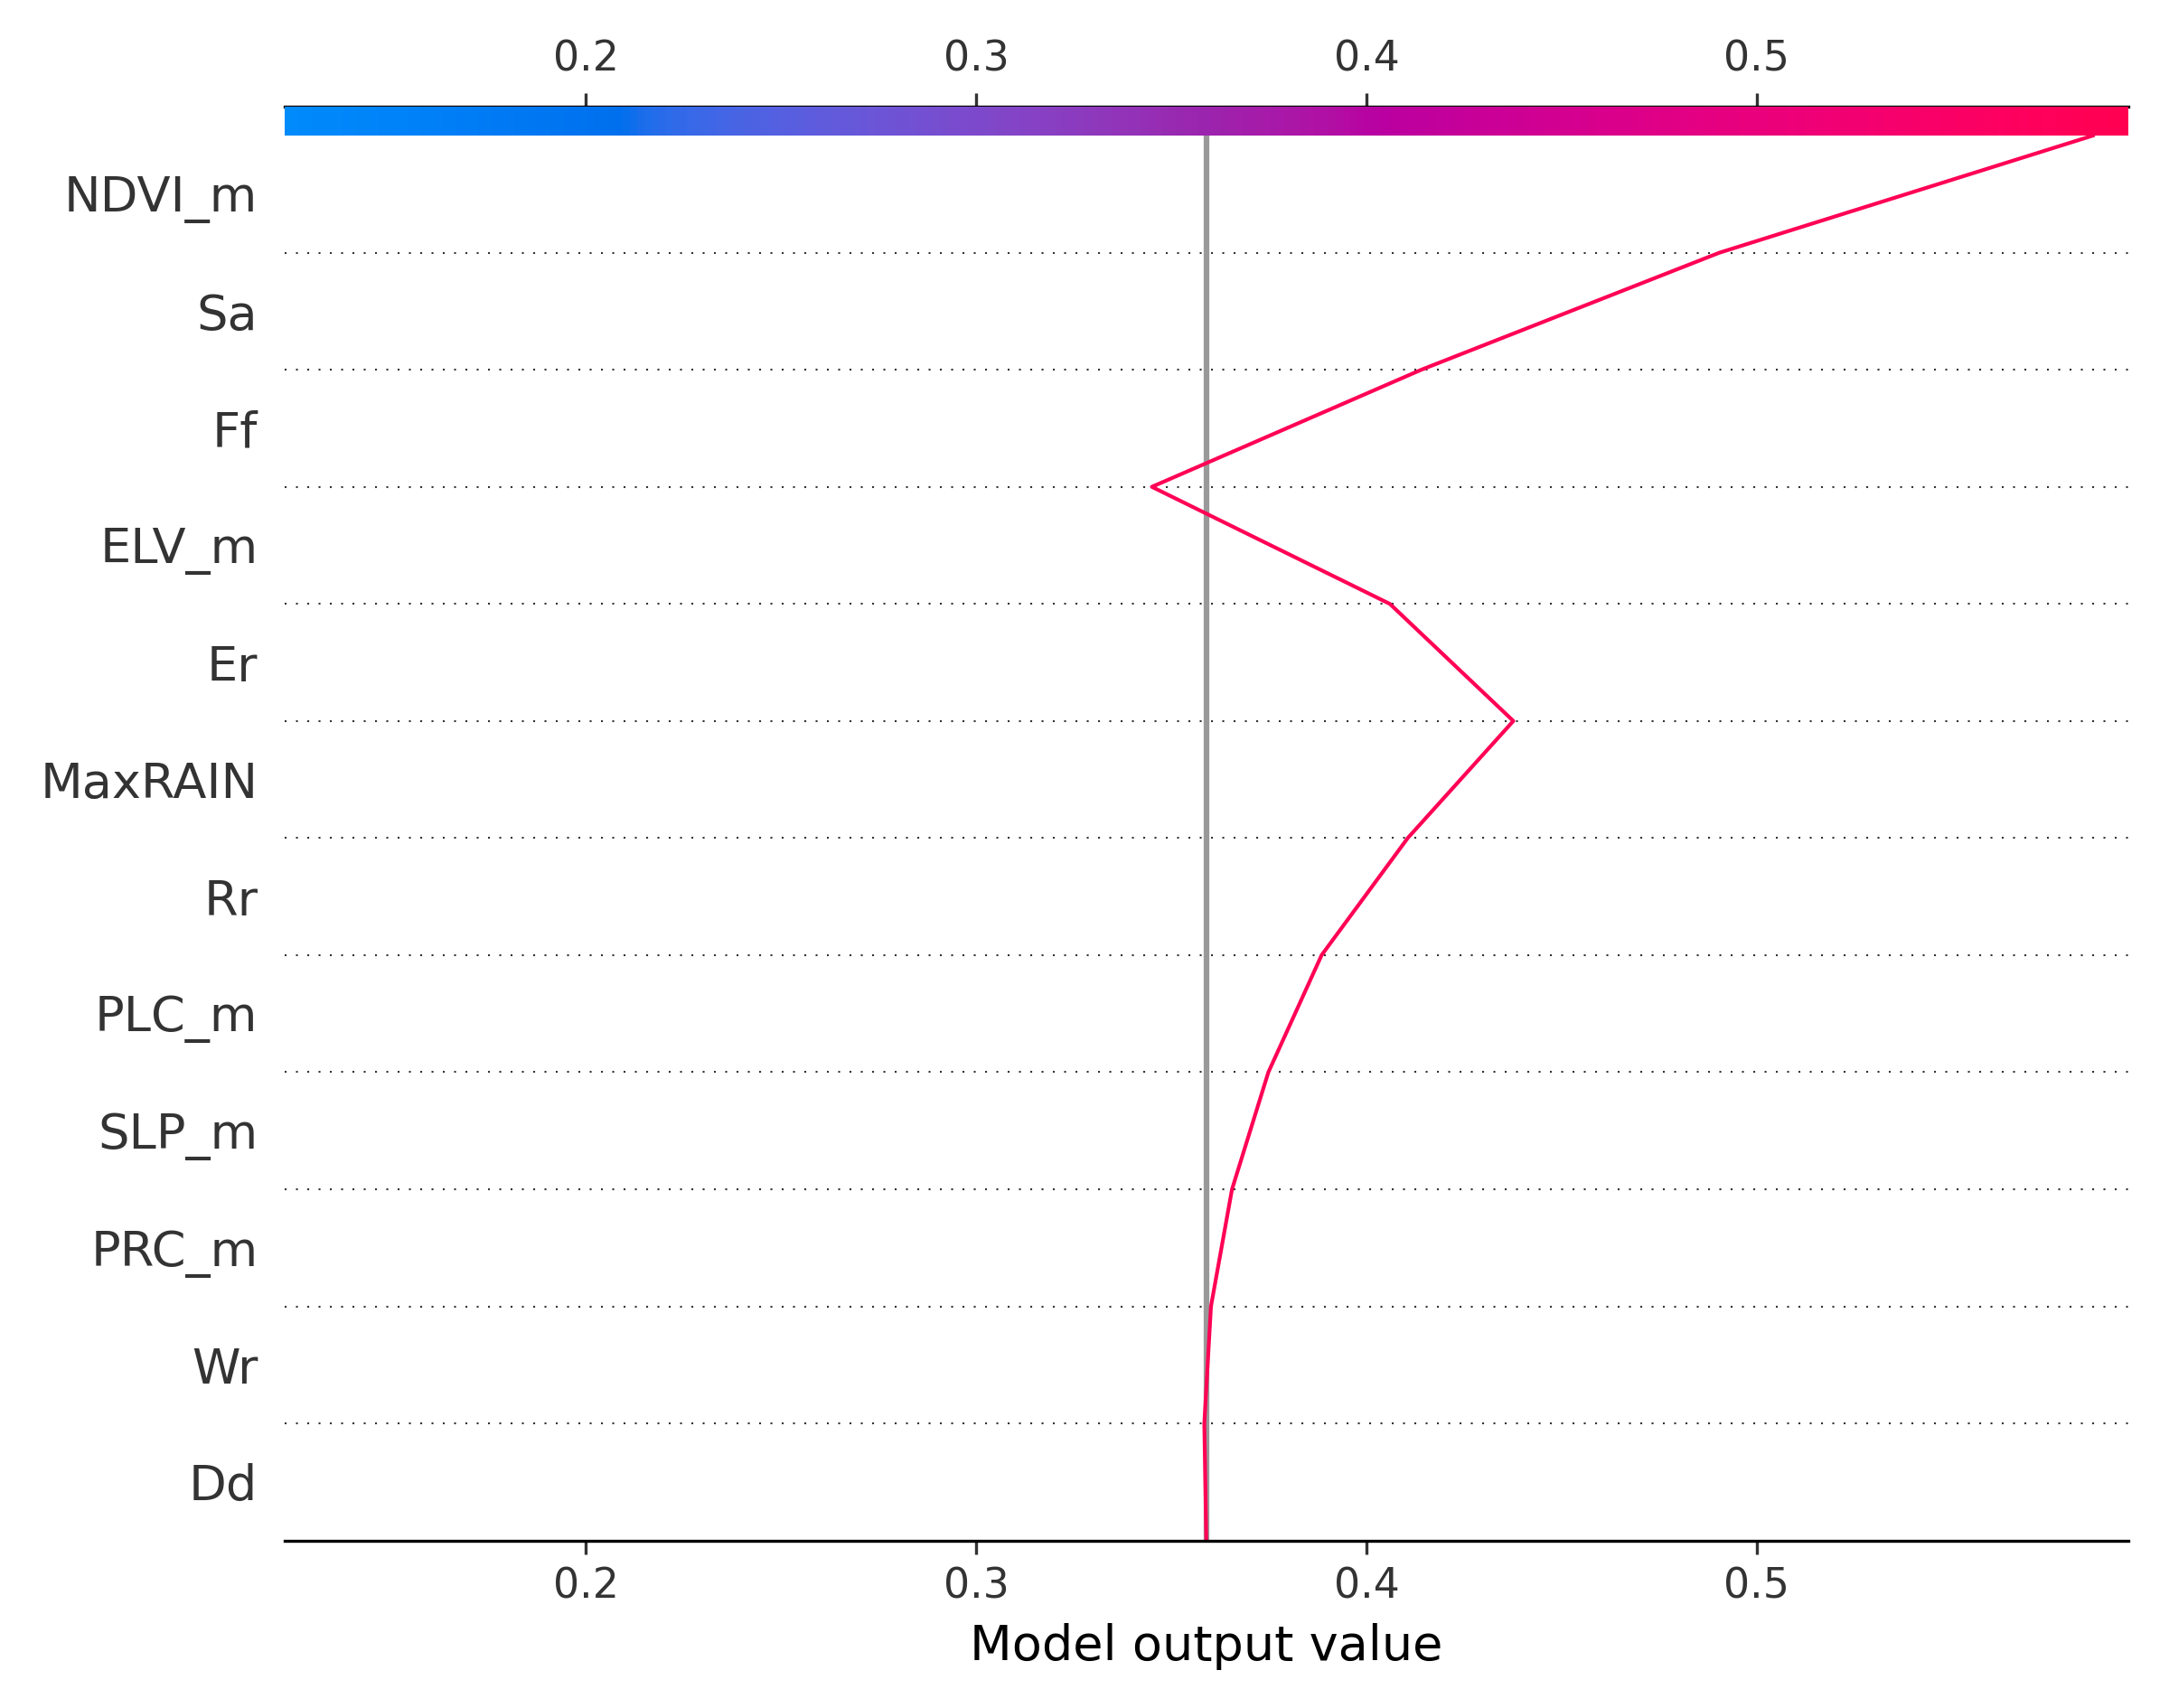 0.2 0.3 0.4 0.5
NDVI_m
Sa
Ff
ELV_m
Er
MaxRAIN
Rr
PLC_m
SLP_m
PRC_m
Wr
Dd
0.2 0.3 0.4 0.5
Model output value